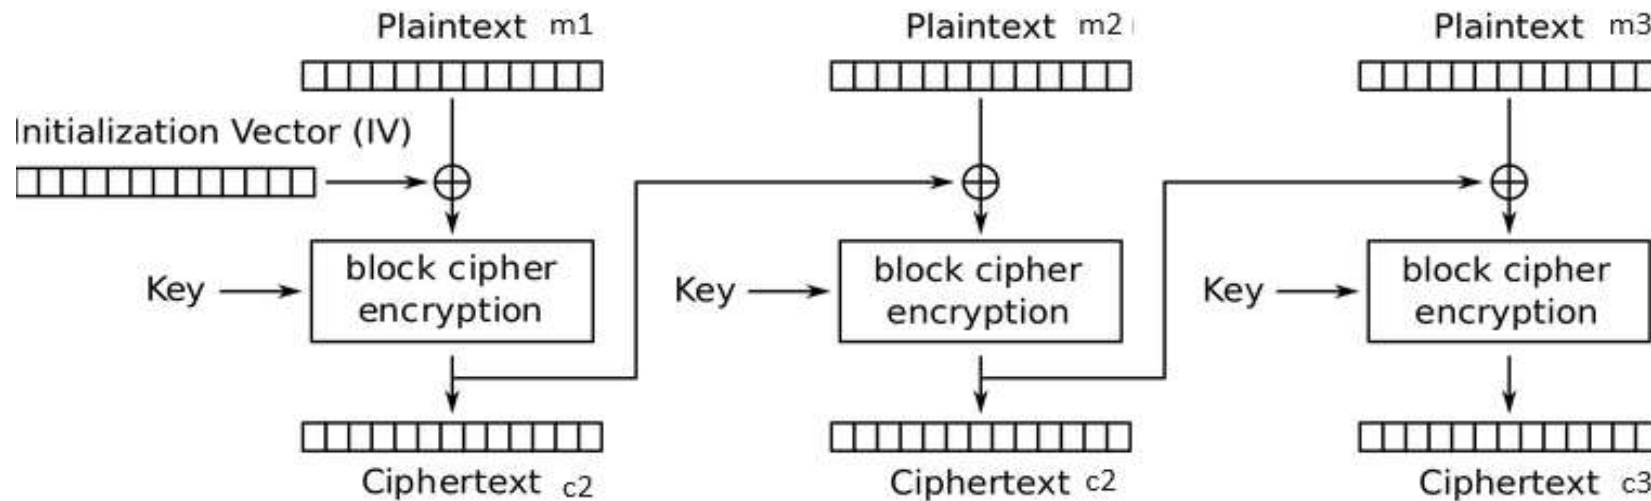 Plaintext m1
Plaintext m2
Plaintext m3
Initialization Vector (IV)
Key
block cipher
encryption
Key
block cipher
encryption
Key
block cipher
encryption
Ciphertext c2
Ciphertext c2
Ciphertext c3